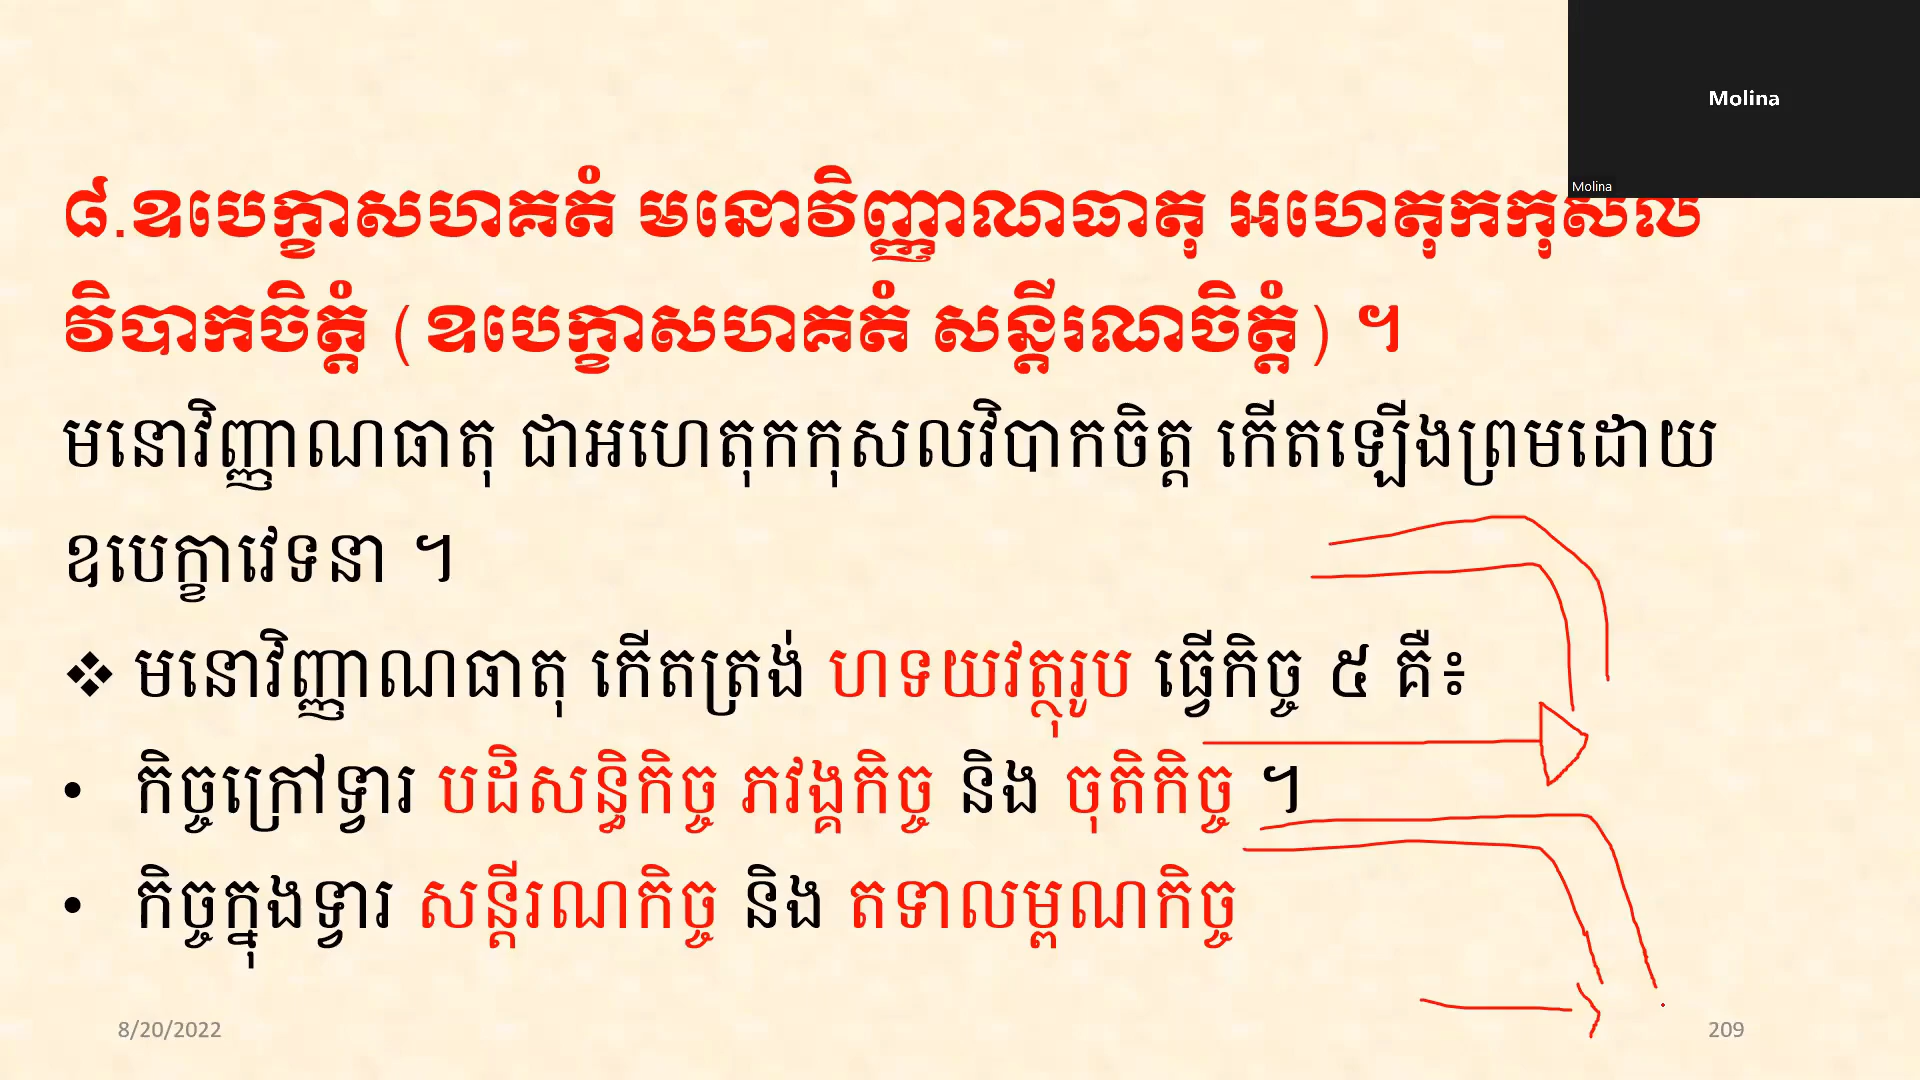 Molina
Molina
៨.ឧបេក្ខាសហគតំ មនោវិញ្ញាណធាតុ អហេតុកកុសល
វិបាកចិត្តំ (ឧបេក្ខាសហគតំ សន្តីរណចិត្តំ) ។
មនោវិញ្ញាណធាតុ ជាអហេតុកកុសលវិបាកចិត្ត កើតឡើងព្រមដោយ
ឧបេក្ខាវេទនា ។
❖ មនោវិញ្ញាណធាតុ កើតត្រង់ ហទយវត្ថុរូប ធ្វើកិច្ច ៥ គឺ៖
• កិច្ចក្រៅទ្វារ បដិសន្ធិកិច្ច ភវង្គកិច្ច និង ចុតិកិច្ច ។
• កិច្ចក្នុងទ្វារ សន្តីរណកិច្ច និង តទាលម្ពណកិច្ច
8/20/2022
209